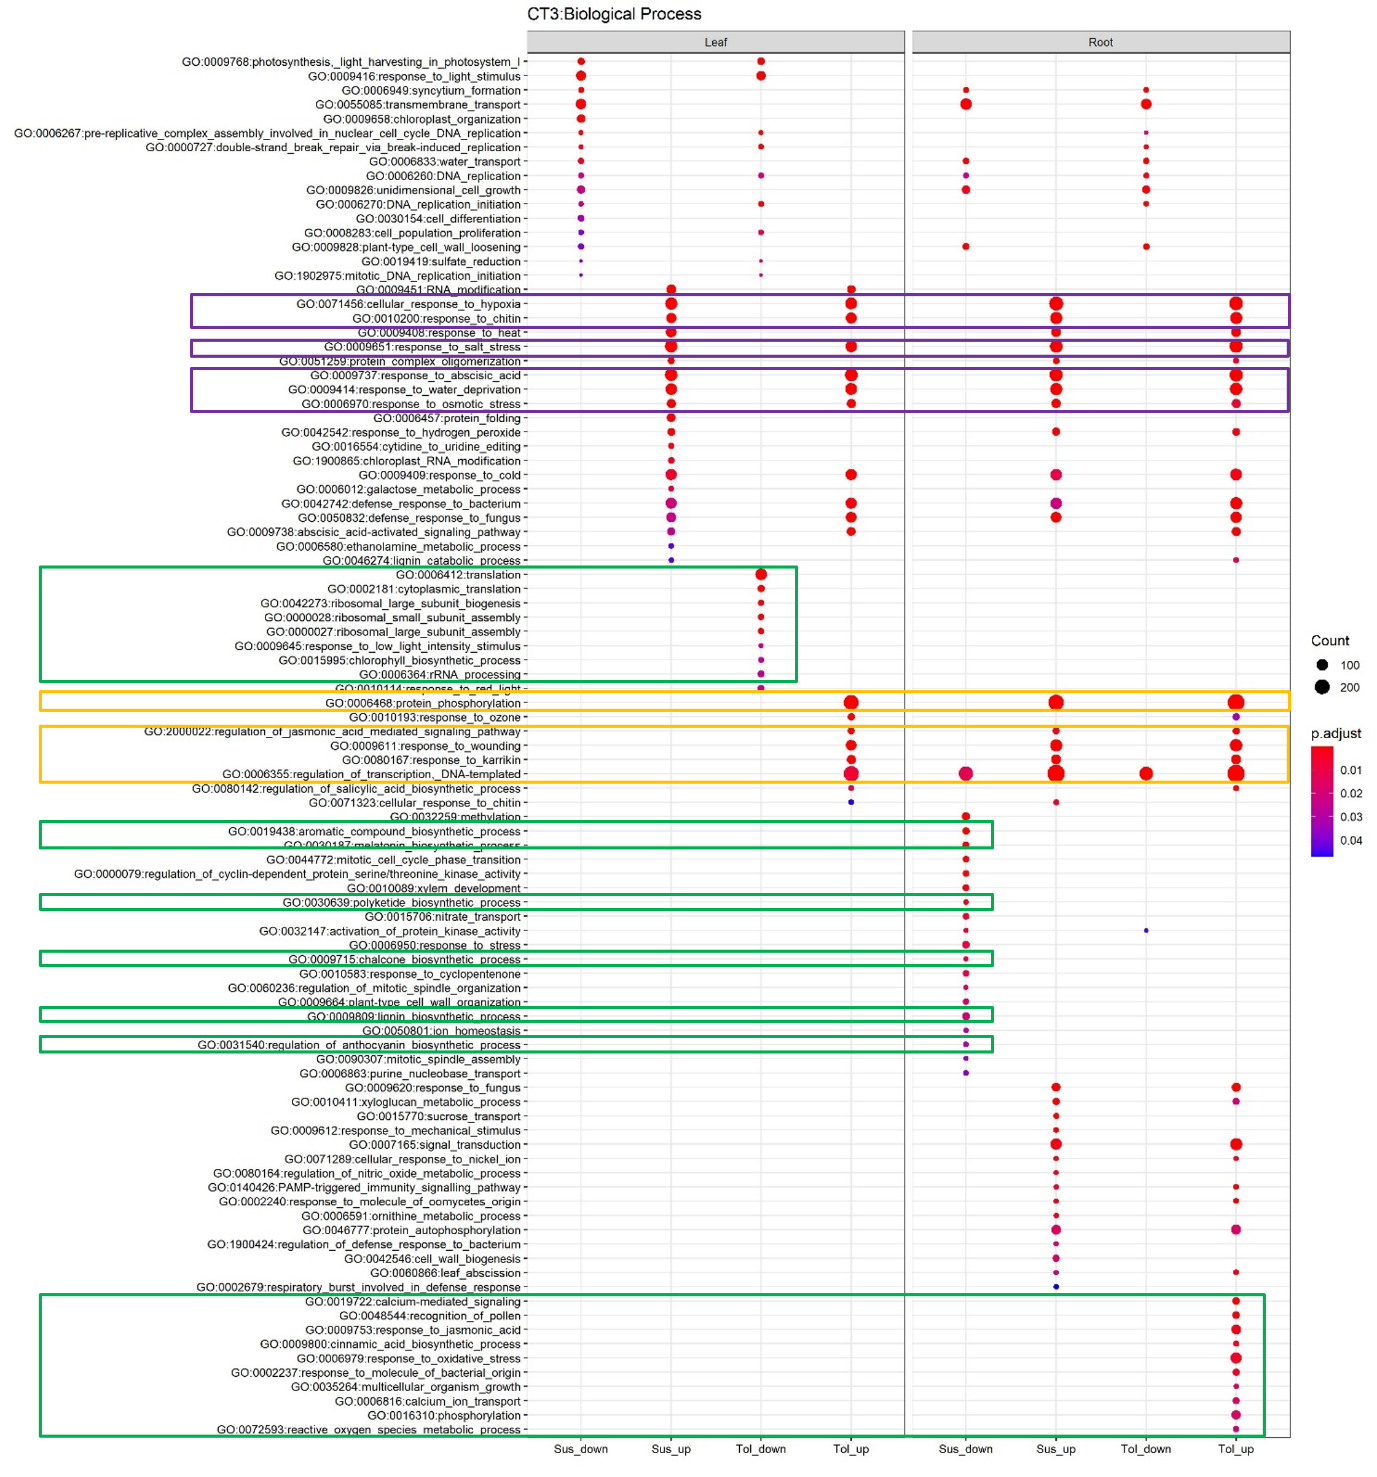 CT3:Biological Process
Leaf
Root
GO:0009768:photosynthesis,_light_harvesting_in_photosystem_I
GO:0009416:response_to_light_stimulus
GO:0006949:syncytium_formation
GO:0055085:transmembrane_transport
GO:0009658:chloroplast_organization
GO:0006267:pre-replicative_complex_assembly_involved_in_nuclear_cell_cycle_DNA_replication
GO:0000727:double-strand_break_repair_via_break-induced_replication
GO:0006833:water_transport
GO:0006260:DNA_replication
GO:0009826:unidimensional_cell_growth
GO:0006270:DNA_replication_initiation
GO:0030154:cell_differentiation
GO:0008283:cell_population_proliferation
GO:0009828:plant-type_cell_wall_loosening
GO:0019419:sulfate_reduction
GO:1902975:mitotic_DNA_replication_initiation
GO:0009451:RNA_modification
GO:0071456:cellular_response_to_hypoxia
GO:0010200:response_to_chitin
GO:0009408:response_to_heat
GO:0009651:response_to_salt_stress
GO:0051259:protein_complex_oligomerization
GO:0009737:response_to_abscisic_acid
GO:0009414:response_to_water_deprivation
GO:0006970:response_to_osmotic_stress
GO:0006457:protein_folding
GO:0042542:response_to_hydrogen_peroxide
GO:0016554:cytidine_to_uridine_editing
GO:1900865:chloroplast_RNA_modification
GO:0009409:response_to_cold
GO:0006012:galactose_metabolic_process
GO:0042742:defense_response_to_bacterium
GO:0050832:defense_response_to_fungus
GO:0009738:abscisic_acid-activated_signaling_pathway
GO:0006580:ethanolamine_metabolic_process
GO:0046274:lignin_catabolic_process
GO:0006412:translation
GO:0002181:cytoplasmic_translation
GO:0042273:ribosomal_large_subunit_biogenesis
GO:0000028:ribosomal_small_subunit_assembly
GO:0000027:ribosomal_large_subunit_assembly
GO:0009645:response_to_low_light_intensity_stimulus
GO:0015995:chlorophyll_biosynthetic_process
GO:0006364:rRNA_processing
GO:0010114:response_to_red_light
GO:0006468:protein_phosphorylation
GO:0010193:response_to_ozone
GO:2000022:regulation_of_jasmonic_acid_mediated_signaling_pathway
GO:0009611:response_to_wounding
GO:0080167:response_to_karrikin
GO:0006355:regulation_of_transcription,_DNA-templated
GO:0080142:regulation_of_salicylic_acid_biosynthetic_process
GO:0071323:cellular_response_to_chitin
GO:0032259:methylation
GO:0019438:aromatic_compound_biosynthetic_process
GO:0030187:melatonin_biosynthetic_process
GO:0044772:mitotic_cell_cycle_phase_transition
GO:0000079:regulation_of_cyclin-dependent_protein_serine/threonine_kinase_activity
GO:0010089:xylem_development
GO:0030639:polyketide_biosynthetic_process
GO:0015706:nitrate_transport
GO:0032147:activation_of_protein_kinase_activity
GO:0006950:response_to_stress
GO:0009715:chalcone_biosynthetic_process
GO:0010583:response_to_cyclopentenone
GO:0060236:regulation_of_mitotic_spindle_organization
GO:0009664:plant-type_cell_wall_organization
GO:0009809:lignin_biosynthetic_process
GO:0050801:ion_homeostasis
GO:0031540:regulation_of_anthocyanin_biosynthetic_process
GO:0090307:mitotic_spindle_assembly
GO:0006863:purine_nucleobase_transport
GO:0009620:response_to_fungus
GO:0010411:xyloglucan_metabolic_process
GO:0015770:sucrose_transport
GO:0009612:response_to_mechanical_stimulus
GO:0007165:signal_transduction
GO:0071289:cellular_response_to_nickel_ion
GO:0080164:regulation_of_nitric_oxide_metabolic_process
GO:0140426:PAMP-triggered_immunity_signalling_pathway
GO:0002240:response_to_molecule_of_oomycetes_origin
GO:0006591:ornithine_metabolic_process
GO:0046777:protein_autophosphorylation
GO:1900424:regulation_of_defense_response_to_bacterium
GO:0042546:cell_wall_biogenesis
GO:0060866:leaf_abscission
GO:0002679:respiratory_burst_involved_in_defense_response
GO:0019722:calcium-mediated_signaling
GO:0048544:recognition_of_pollen
GO:0009753:response_to_jasmonic_acid
GO:0009800:cinnamic_acid_biosynthetic_process
GO:0006979:response_to_oxidative_stress
GO:0002237:response_to_molecule_of_bacterial_origin
GO:0035264:multicellular_organism_growth
GO:0006816:calcium_ion_transport
GO:0016310:phosphorylation
GO:0072593:reactive_oxygen_species_metabolic_process
Sus_down
Sus_up
Tol_down
Tol_up
Sus_down
Sus_up
Tol_down
Tol_up
Count
100
200
p.adjust
0.01
0.02
0.03
0.04